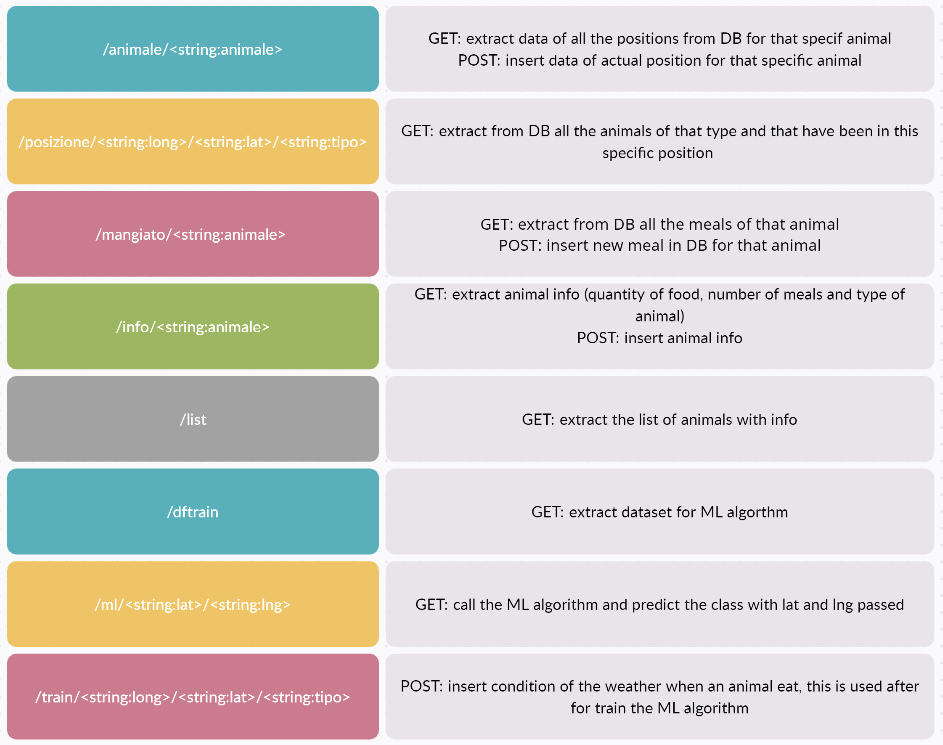 /animale/<string:animale>
GET: extract data of all the positions from DB for that specif animal
POST: insert data of actual position for that specific animal
/posizione/<string:long>/<string:lat>/<string:tipo>
GET: extract from DB all the animals of that type and that have been in this
specific position
/mangiato/<string:animale>
GET: extract from DB all the meals of that animal
POST: insert new meal in DB for that animal
/info/<string:animale>
GET: extract animal info (quantity of food, number of meals and type of
animal)
POST: insert animal info
/list
GET: extract the list of animals with info
/dftrain
GET: extract dataset for ML algorthm
/ml/<string:lat>/<string:lng>
GET: call the ML algorithm and predict the class with lat and lng passed
/train/<string:long>/<string:lat>/<string:tipo>
POST: insert condition of the weather when an animal eat, this is used after
for train the ML algorithm